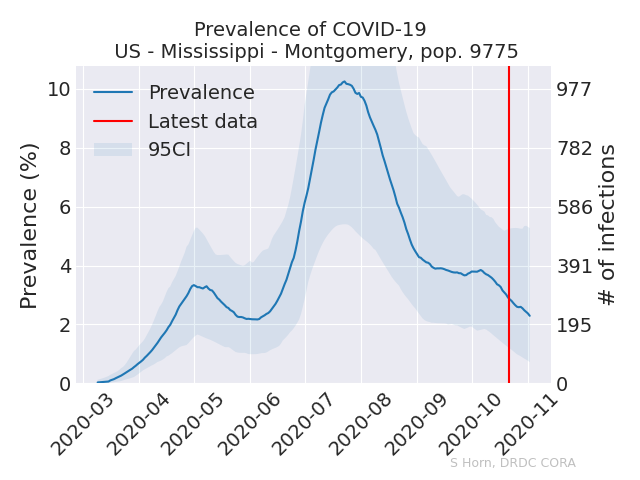 Prevalence of COVID-19
US - Mississippi - Montgomery, pop. 9775
Prevalence
Latest data
95CI
Prevalence (%)
10
8
6
4
2
0
977
782
586
391
195
0
# of infections
2020-03
2020-04
2020-05
2020-06
2020-07
2020-08
2020-09
2020-10
2020-11
S Horn, DRDC CORA